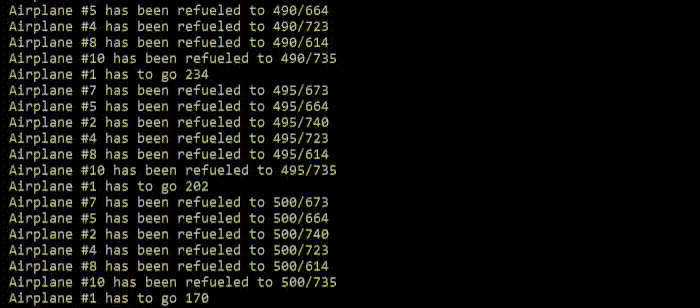 Airplane #5 has been refueled to 490/664
Airplane #4 has been refueled to 490/723
Airplane #8 has been refueled to 490/614
Airplane #10 has been refueled to 490/735
Airplane #1 has to go 234
Airplane #7 has been refueled to 495/673
Airplane #5 has been refueled to 495/664
Airplane #2 has been refueled to 495/740
Airplane #4 has been refueled to 495/723
Airplane #8 has been refueled to 495/614
Airplane #10 has been refueled to 495/735
Airplane #1 has to go 202
Airplane #7 has been refueled to 500/673
Airplane #5 has been refueled to 500/664
Airplane #2 has been refueled to 500/740
Airplane #4 has been refueled to 500/723
Airplane #8 has been refueled to 500/614
Airplane #10 has been refueled to 500/735
Airplane #1 has to go 170